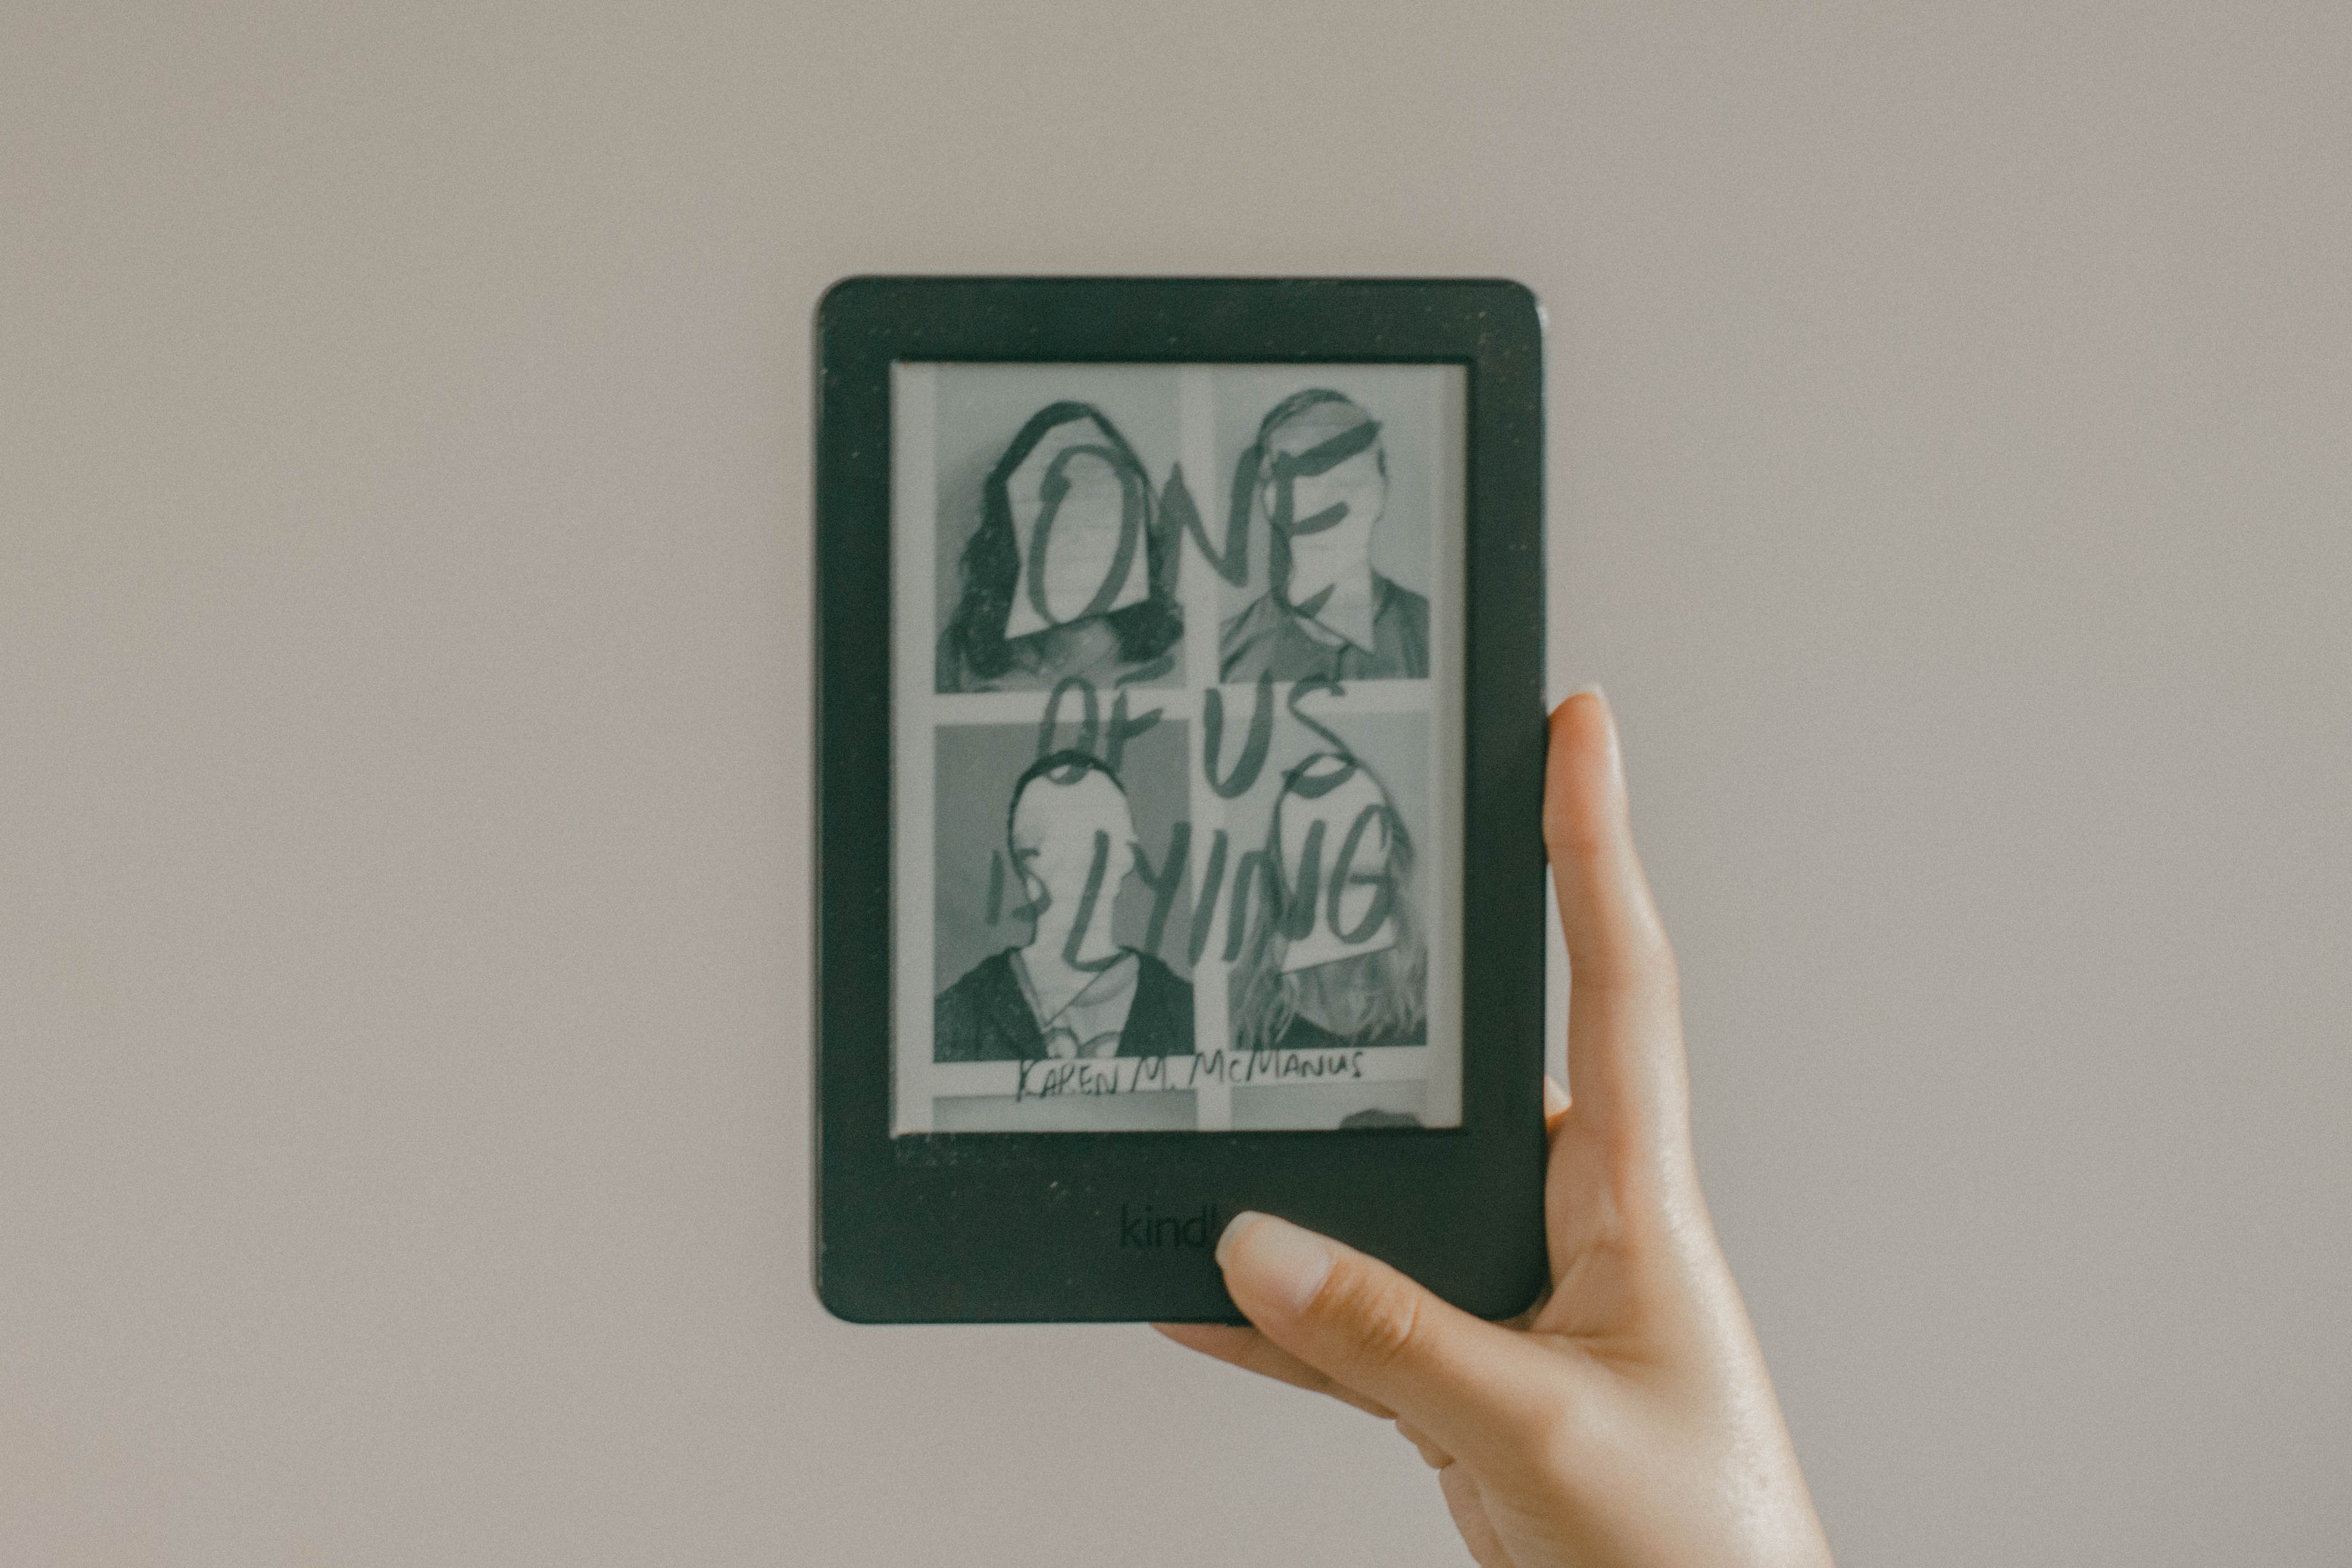 ONE
OF US
IS LYING
KAREN M. MCMANUS
kindl